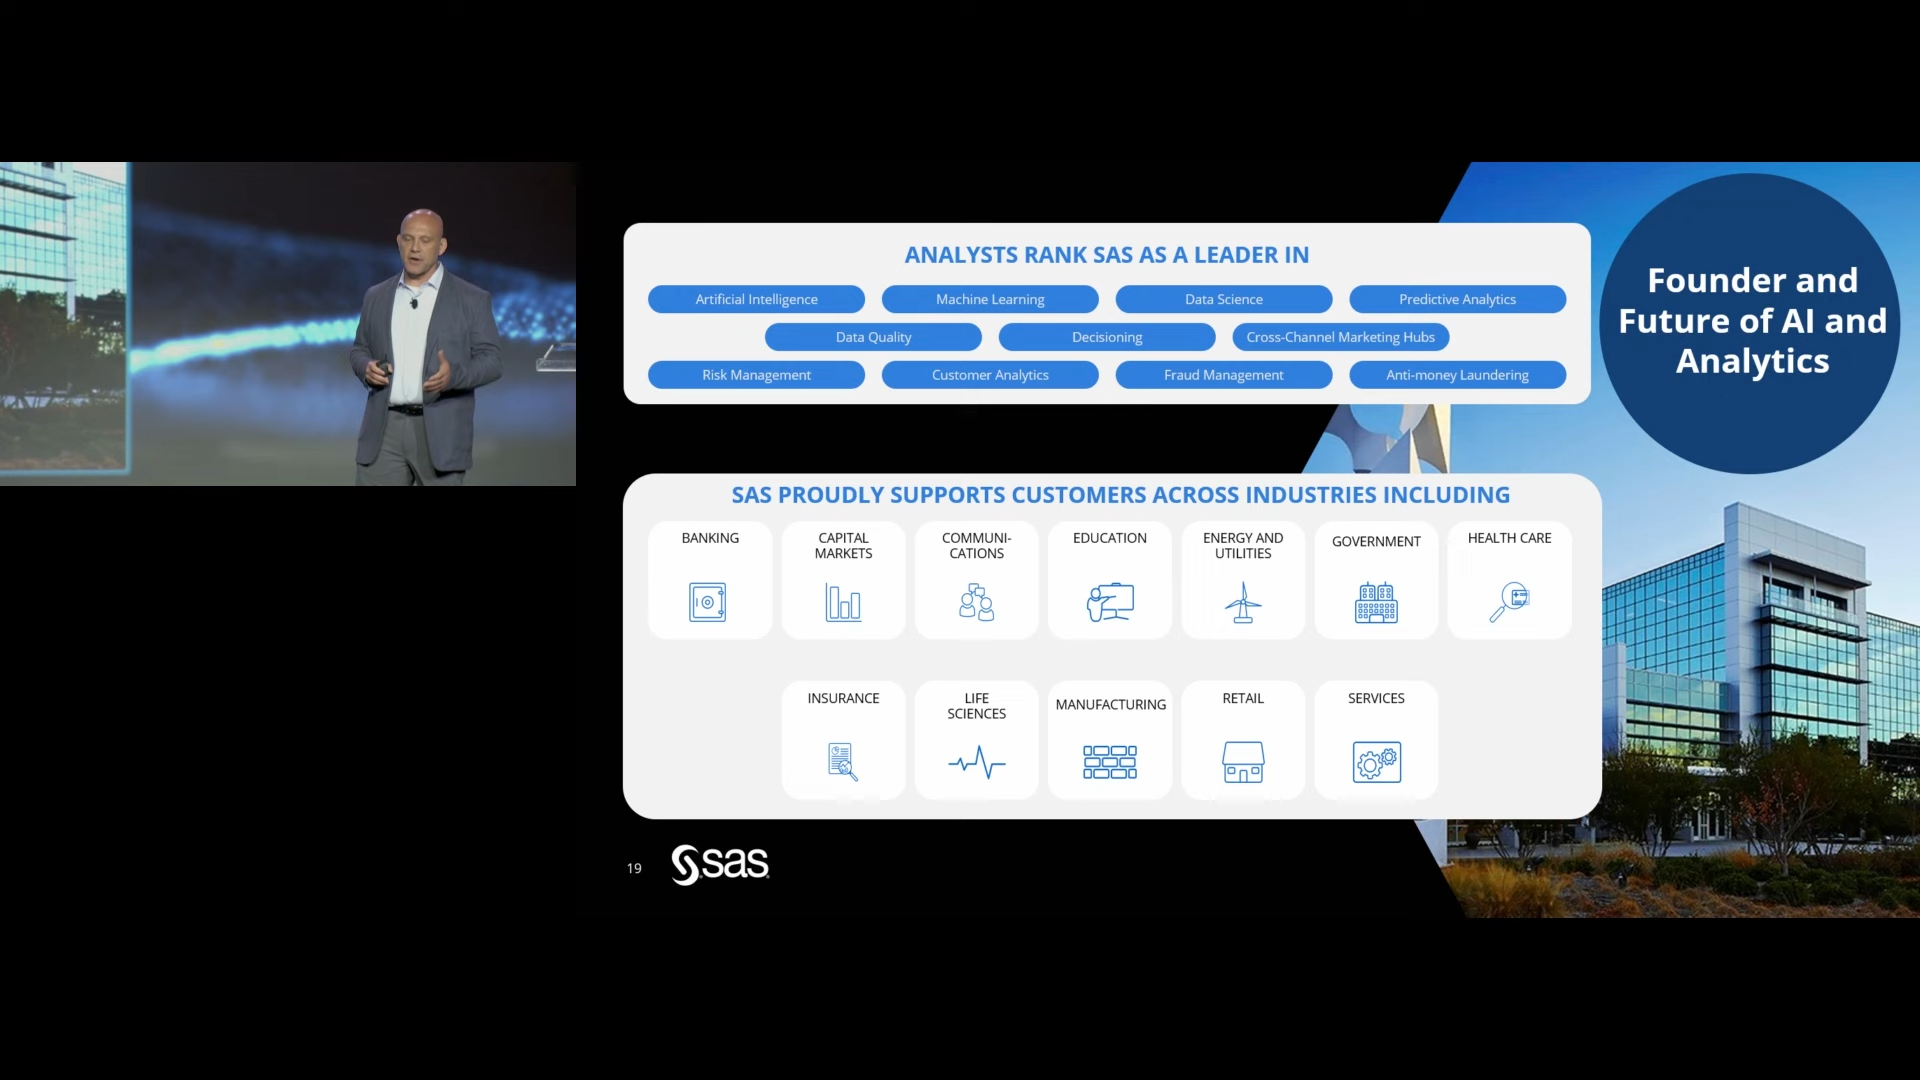 ANALYSTS RANK SAS AS A LEADER IN
Artificial Intelligence
Machine Learning
Data Science
Predictive Analytics
Data Quality
Decisioning
Cross-Channel Marketing Hubs
Risk Management
Customer Analytics
Fraud Management
Anti-money Laundering
Founder and
Future of AI and
Analytics
SAS PROUDLY SUPPORTS CUSTOMERS ACROSS INDUSTRIES INCLUDING
BANKING
CAPITAL
MARKETS
COMMUNI-
CATIONS
EDUCATION
ENERGY AND
UTILITIES
GOVERNMENT
HEALTH CARE
INSURANCE
LIFE
SCIENCES
MANUFACTURING
RETAIL
SERVICES
19
sas